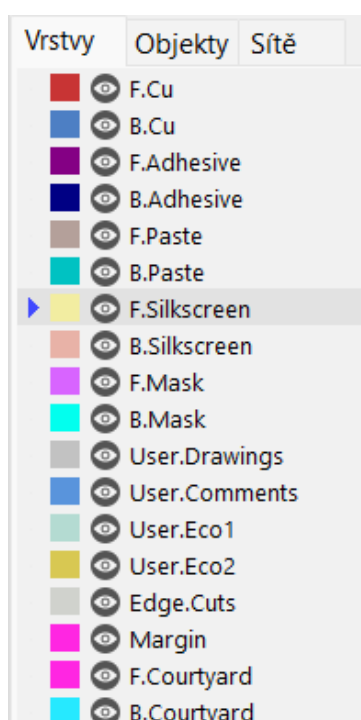 Vrstvy Objekty Sítě
F.Cu
B.Cu
F.Adhesive
B.Adhesive
F.Paste
B.Paste
F.Silkscreen
B.Silkscreen
F.Mask
B.Mask
User.Drawings
User.Comments
User.Eco1
User.Eco2
Edge.Cuts
Margin
F.Courtyard
B.Courtyard